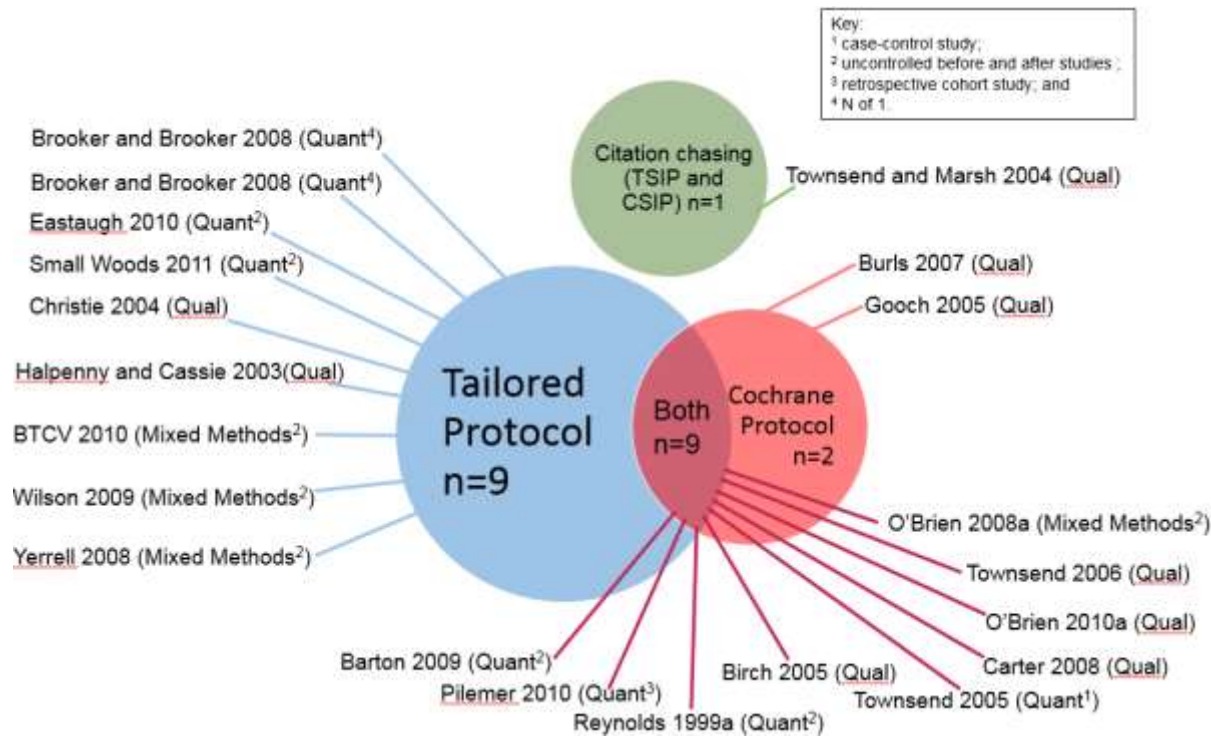 Key:
¹ case-control study;
² uncontrolled before and after studies ;
³ retrospective cohort study; and
⁴ N of 1.
Brooker and Brooker 2008 (Quant⁴)
Brooker and Brooker 2008 (Quant⁴)
Eastaugh 2010 (Quant²)
Small Woods 2011 (Quant²)
Christie 2004 (Qual)
Halpenny and Cassie 2003(Qual)
BTCV 2010 (Mixed Methods²)
Wilson 2009 (Mixed Methods²)
Yerrell 2008 (Mixed Methods²)
Citation chasing
(TSIP and
CSIP) n=1
Townsend and Marsh 2004 (Qual)
Burls 2007 (Qual)
Gooch 2005 (Qual)
Tailored
Protocol
n=9
Both
n=9
Cochrane
Protocol
n=2
O'Brien 2008a (Mixed Methods²)
Townsend 2006 (Qual)
O'Brien 2010a (Qual)
Carter 2008 (Qual)
Townsend 2005 (Quant¹)
Birch 2005 (Qual)
Barton 2009 (Quant²)
Pilemer 2010 (Quant³)
Reynolds 1999a (Quant²)